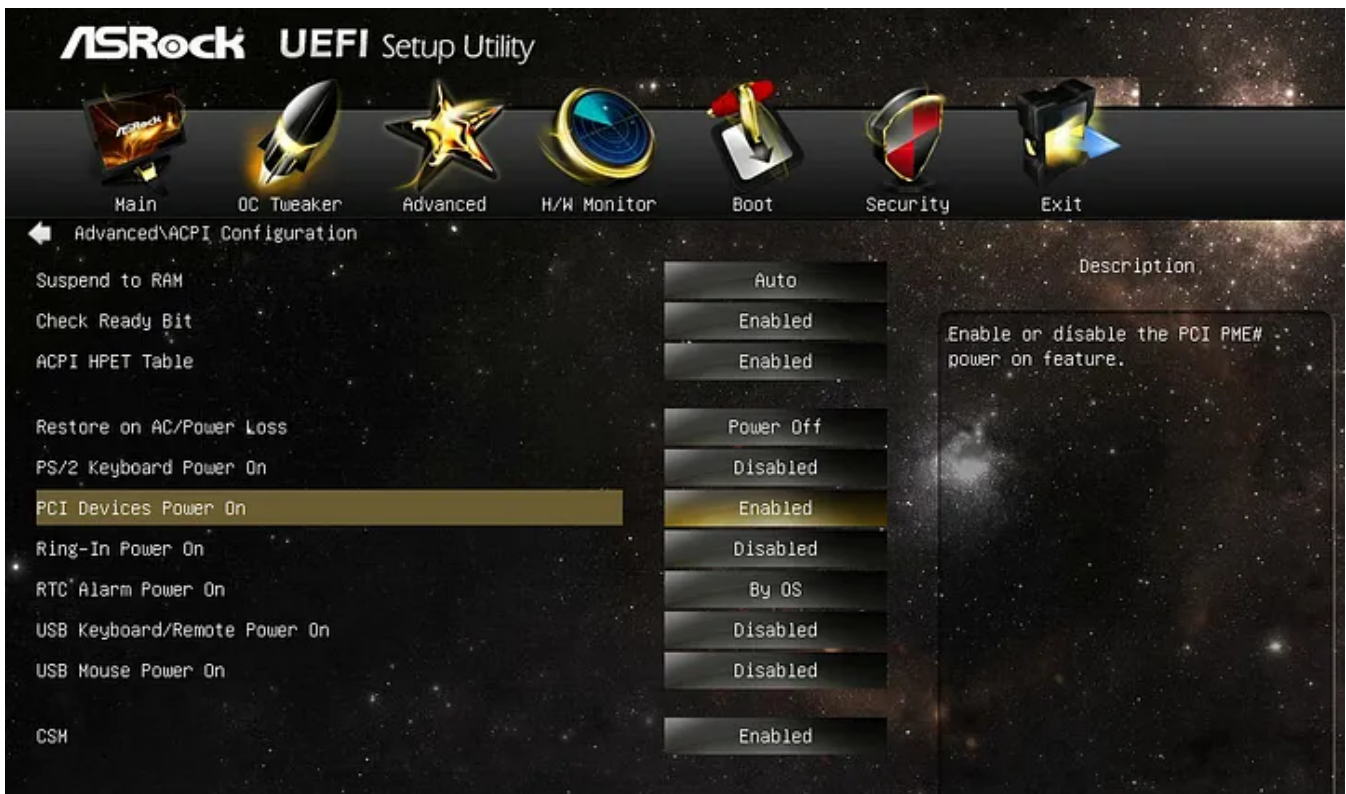 ASRock UEFI Setup Utility
ASRock
Main OC Tweaker Advanced H/W Monitor Boot Security Exit
Advanced\ACPI Configuration
Description
Suspend to RAM Auto
Check Ready Bit Enabled
Enable or disable the PCI PME#
power on feature.
ACPI HPET Table Enabled
Restore on AC/Power Loss Power Off
PS/2 Keyboard Power On Disabled
PCI Devices Power On Enabled
Ring-In Power On Disabled
RTC Alarm Power On By OS
USB Keyboard/Remote Power On Disabled
USB Mouse Power On Disabled
CSM Enabled